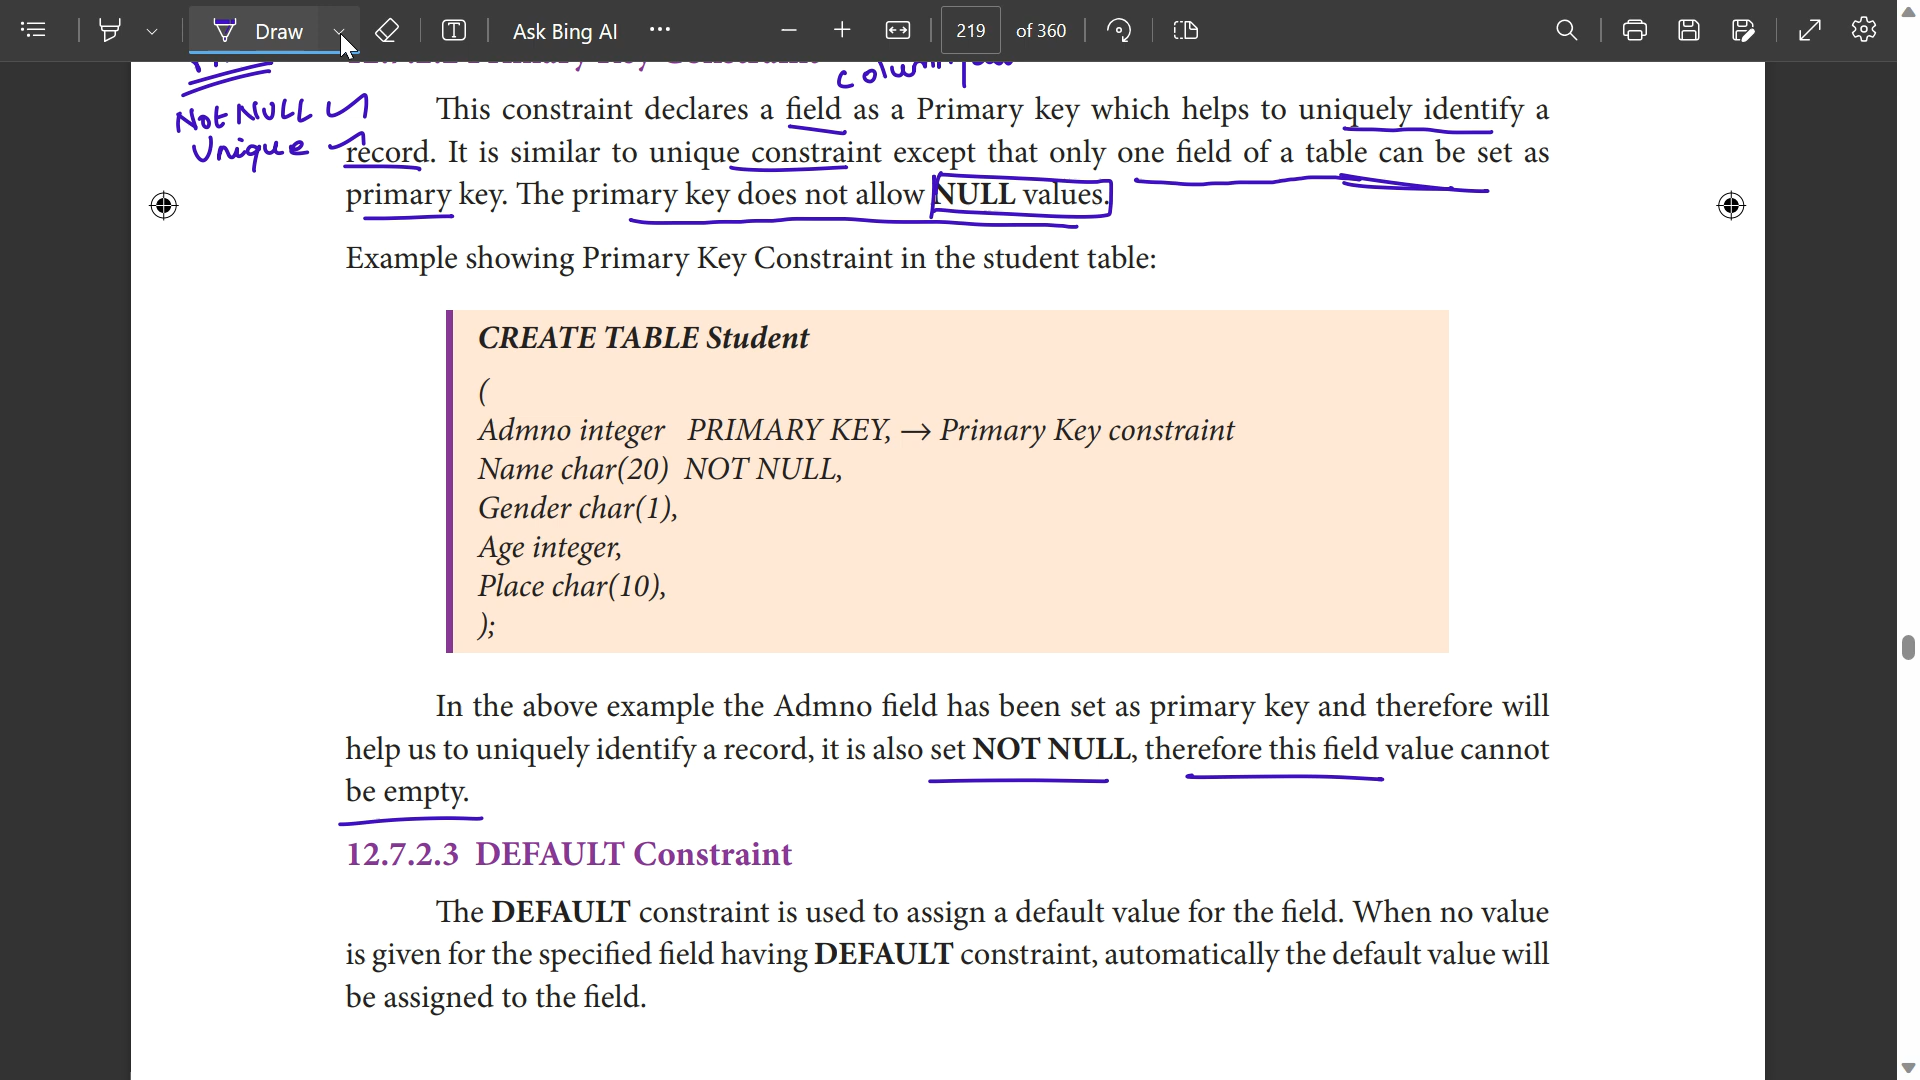 Draw
Ask Bing AI
219 of 360
Not NULL
Unique
This constraint declares a field as a Primary key which helps to uniquely identify a
record. It is similar to unique constraint except that only one field of a table can be set as
primary key. The primary key does not allow NULL values.
Example showing Primary Key Constraint in the student table:
CREATE TABLE Student
(
Admno integer PRIMARY KEY, → Primary Key constraint
Name char(20) NOT NULL,
Gender char(1),
Age integer,
Place char(10),
);
In the above example the Admno field has been set as primary key and therefore will
help us to uniquely identify a record, it is also set NOT NULL, therefore this field value cannot
be empty.
12.7.2.3 DEFAULT Constraint
The DEFAULT constraint is used to assign a default value for the field. When no value
is given for the specified field having DEFAULT constraint, automatically the default value will
be assigned to the field.